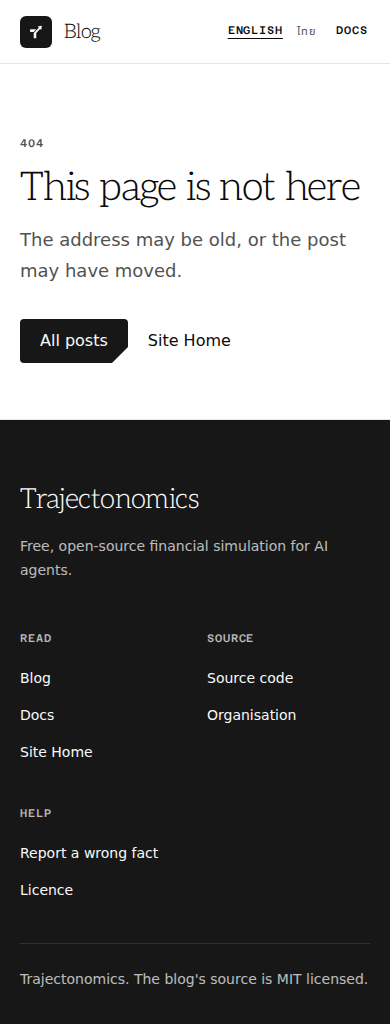 Blog
ENGLISH
ไทย
DOCS
404
This page is not here
The address may be old, or the post
may have moved.
All posts
Site Home
Trajectonomics
Free, open-source financial simulation for AI
agents.
READ
Blog
Docs
Site Home
SOURCE
Source code
Organisation
HELP
Report a wrong fact
Licence
Trajectonomics. The blog's source is MIT licensed.